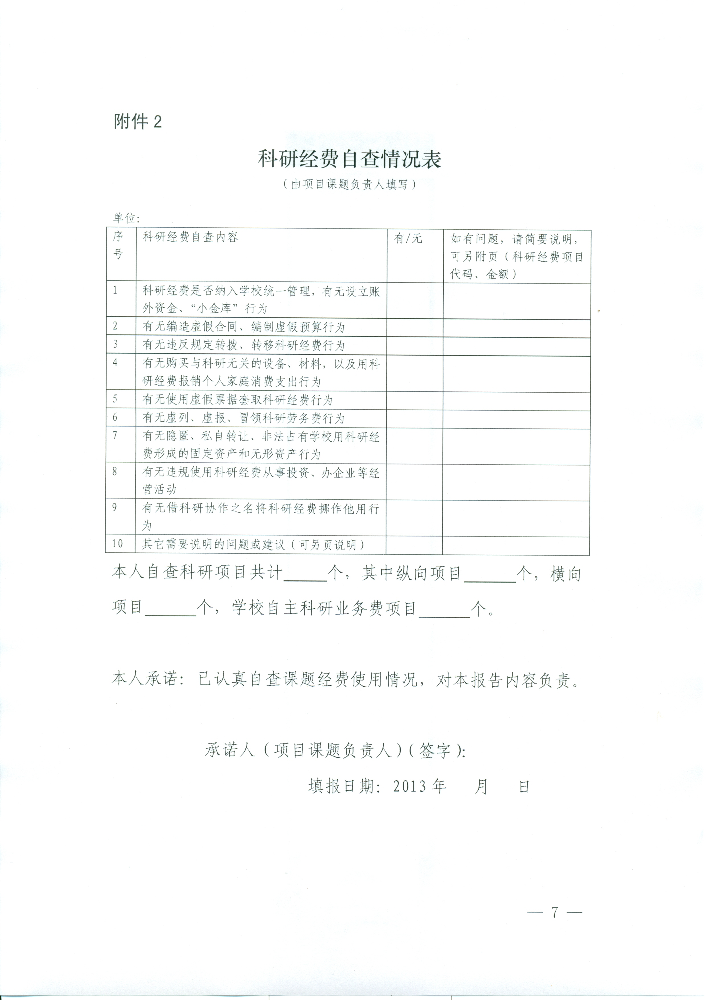 附件 2
科研经费自查情况表
（由项目课题负责人填写）
单位：
序
号
科研经费自查内容
有/无
如有问题，请简要说明，
可另附页（科研经费项目
代码、金额）
1
科研经费是否纳入学校统一管理，有无设立账
外资金、“小金库”行为
2
有无编造虚假合同、编制虚假预算行为
3
有无违反规定转拨、转移科研经费行为
4
有无购买与科研无关的设备、材料，以及用科
研经费报销个人家庭消费支出行为
5
有无使用虚假票据套取科研经费行为
6
有无虚列、虚报、冒领科研劳务费行为
7
有无隐匿、私自转让、非法占有学校用科研经
费形成的固定资产和无形资产行为
8
有无违规使用科研经费从事投资、办企业等经
营活动
9
有无借科研协作之名将科研经费挪作他用行
为
10
其它需要说明的问题或建议（可另页说明）
本人自查科研项目共计_____个，其中纵向项目______个，横向
项目______个，学校自主科研业务费项目______个。
本人承诺：已认真自查课题经费使用情况，对本报告内容负责。
承诺人（项目课题负责人）（签字）：
填报日期：2013 年 月 日
— 7 —